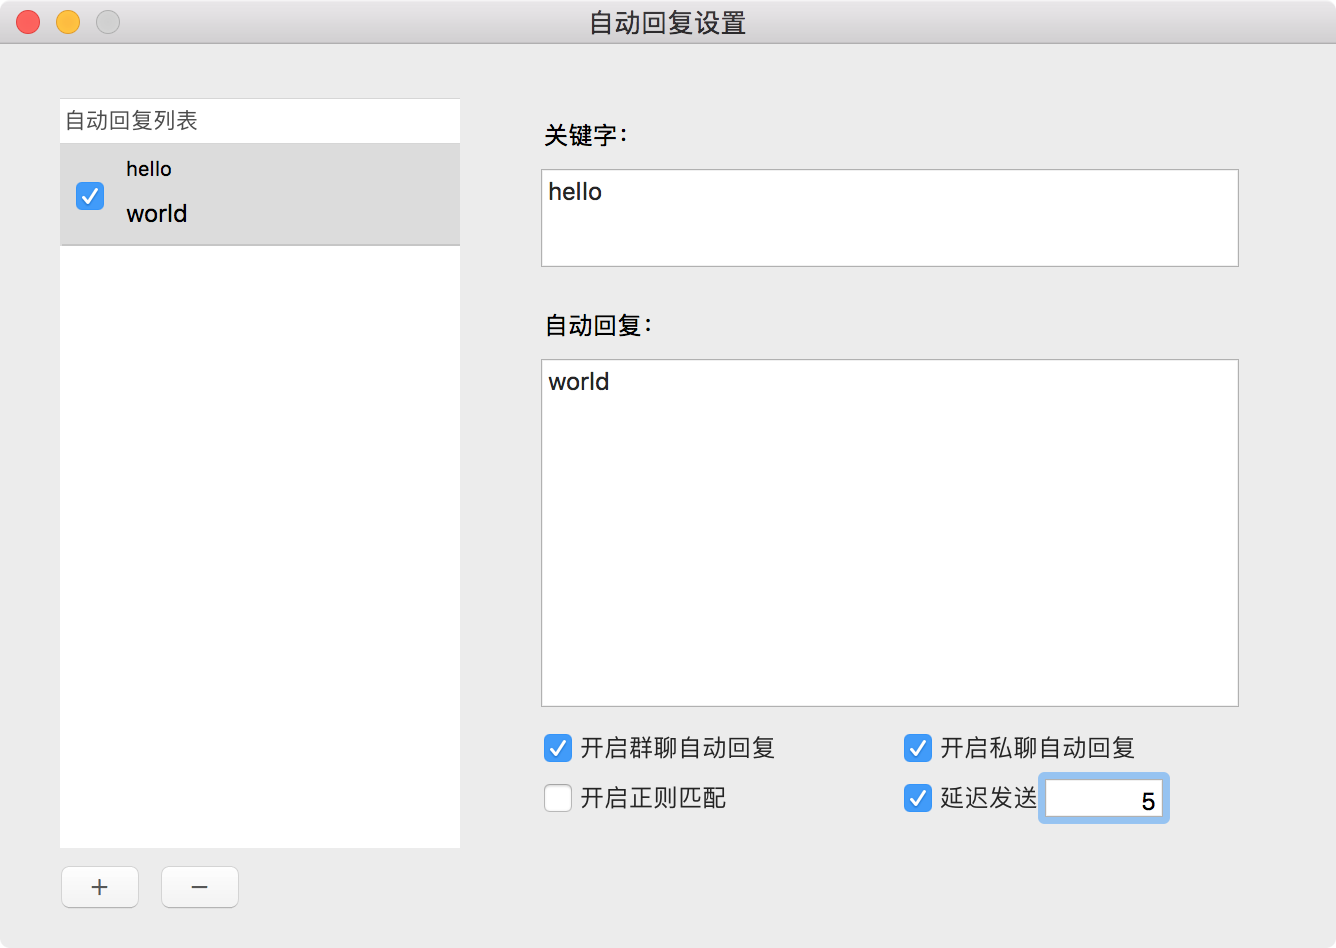 自动回复设置
自动回复列表
hello
world
关键字：
hello
自动回复：
world
开启群聊自动回复
开启私聊自动回复
开启正则匹配
延迟发送 5
+ −